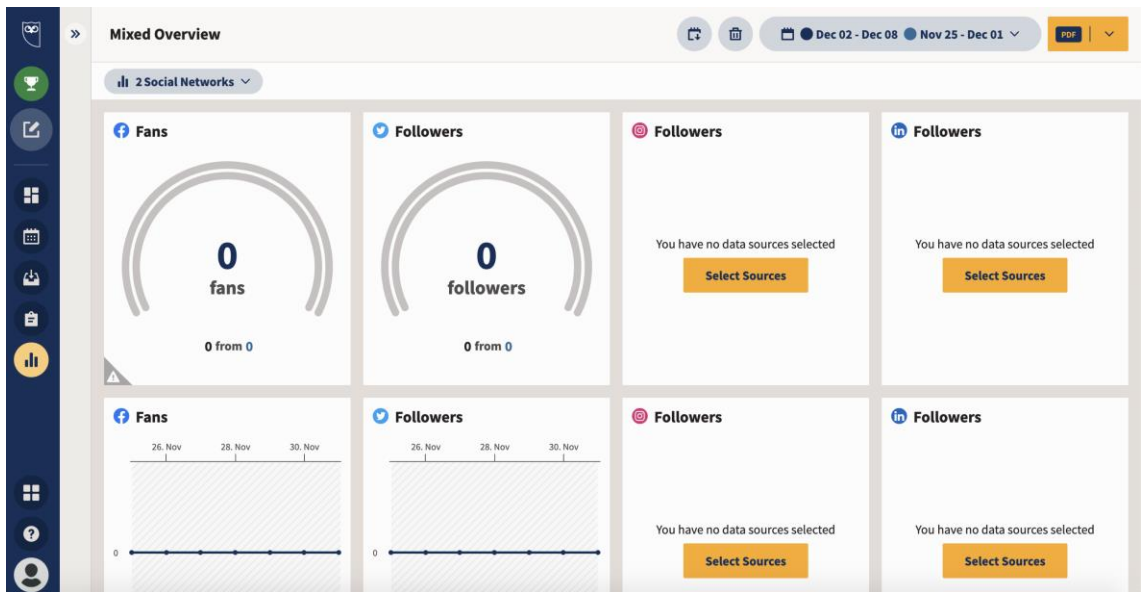 Mixed Overview
Dec 02 - Dec 08 Nov 25 - Dec 01
PDF
2 Social Networks
Fans
0
fans
0 from 0
Followers
0
followers
0 from 0
Followers
You have no data sources selected
Select Sources
Followers
You have no data sources selected
Select Sources
Fans
26. Nov 28. Nov 30. Nov
0
Followers
26. Nov 28. Nov 30. Nov
0
Followers
You have no data sources selected
Select Sources
Followers
You have no data sources selected
Select Sources